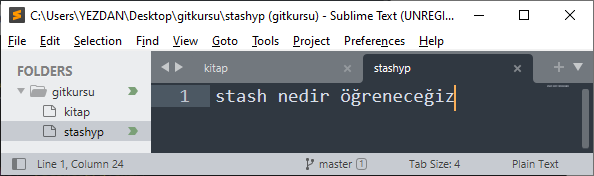 C:\Users\YEZDAN\Desktop\gitkursu\stashyp (gitkursu) - Sublime Text (UNREGI...
File Edit Selection Find View Goto Tools Project Preferences Help
FOLDERS
gitkursu
kitap
stashyp
kitap stashyp
1 stash nedir öğreneceğiz
Line 1, Column 24 master 1 Tab Size: 4 Plain Text